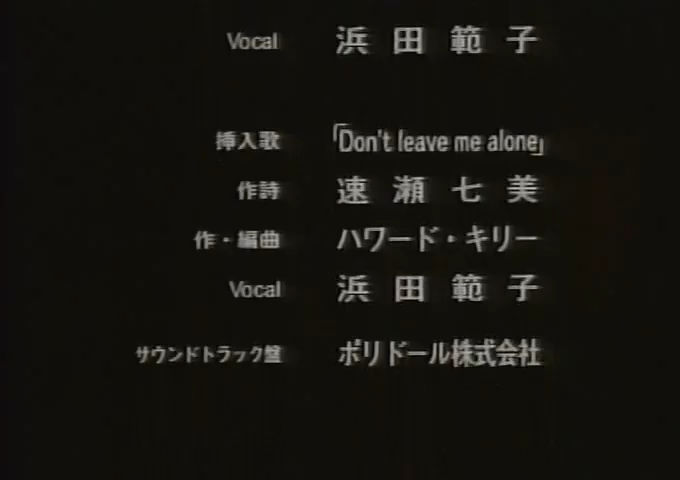 Vocal 浜田範子
挿入歌 「Don't leave me alone」
作詩 速瀬七美
作・編曲 ハワード・キリー
Vocal 浜田範子
サウンドトラック盤 ポリドール株式会社